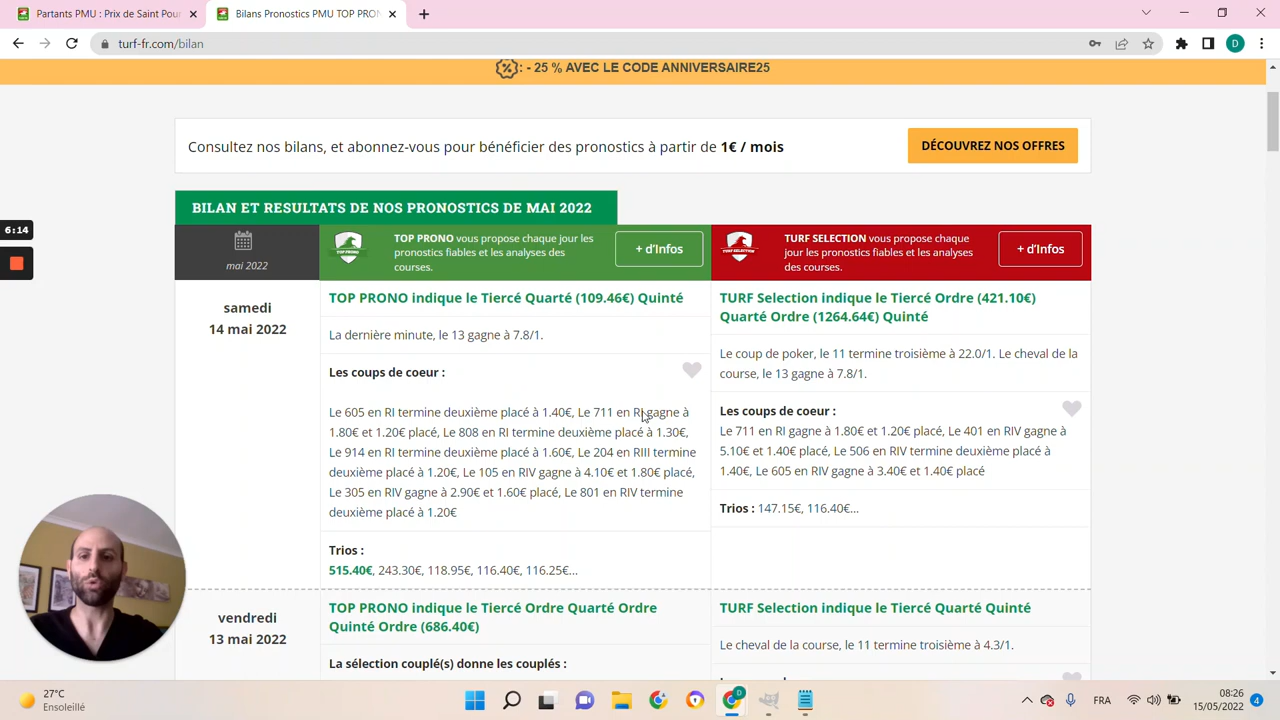 Partants PMU : Prix de Saint Pour
Bilans Pronostics PMU TOP PRON
turf-fr.com/bilan
D
: - 25 % AVEC LE CODE ANNIVERSAIRE25
Consultez nos bilans, et abonnez-vous pour bénéficier des pronostics à partir de 1€ / mois
DÉCOUVREZ NOS OFFRES
6:14
BILAN ET RESULTATS DE NOS PRONOSTICS DE MAI 2022
mai 2022
TOP PRONO vous propose chaque jour les
pronostics fiables et les analyses des
courses.
+ d'Infos
TURF SELECTION vous propose chaque
jour les pronostics fiables et les analyses
des courses.
+ d'Infos
samedi
14 mai 2022
TOP PRONO indique le Tiercé Quarté (109.46€) Quinté
La dernière minute, le 13 gagne à 7.8/1.
Les coups de coeur :
Le 605 en RI termine deuxième placé à 1.40€, Le 711 en RI gagne à
1.80€ et 1.20€ placé, Le 808 en RI termine deuxième placé à 1.30€,
Le 914 en RI termine deuxième placé à 1.60€, Le 204 en RIII termine
deuxième placé à 1.20€, Le 105 en RIV gagne à 4.10€ et 1.80€ placé,
Le 305 en RIV gagne à 2.90€ et 1.60€ placé, Le 801 en RIV termine
deuxième placé à 1.20€
Trios :
515.40€, 243.30€, 118.95€, 116.40€, 116.25€...
TURF Selection indique le Tiercé Ordre (421.10€)
Quarté Ordre (1264.64€) Quinté
Le coup de poker, le 11 termine troisième à 22.0/1. Le cheval de la
course, le 13 gagne à 7.8/1.
Les coups de coeur :
Le 711 en RI gagne à 1.80€ et 1.20€ placé, Le 401 en RIV gagne à
5.10€ et 1.40€ placé, Le 506 en RIV termine deuxième placé à
1.40€, Le 605 en RIV gagne à 3.40€ et 1.40€ placé
Trios : 147.15€, 116.40€...
vendredi
13 mai 2022
TOP PRONO indique le Tiercé Ordre Quarté Ordre
Quinté Ordre (686.40€)
La sélection couplé(s) donne les couplés :
TURF Selection indique le Tiercé Quarté Quinté
Le cheval de la course, le 11 termine troisième à 4.3/1.
27°C
Ensoleillé
FRA
08:26
15/05/2022
4